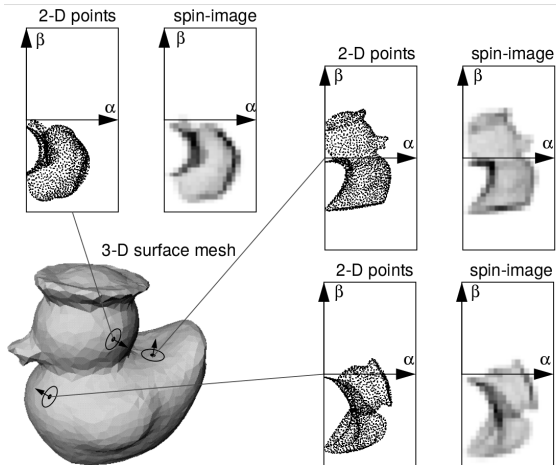 2-D points
spin-image
β
α
2-D points
spin-image
β
α
3-D surface mesh
2-D points
spin-image
β
α